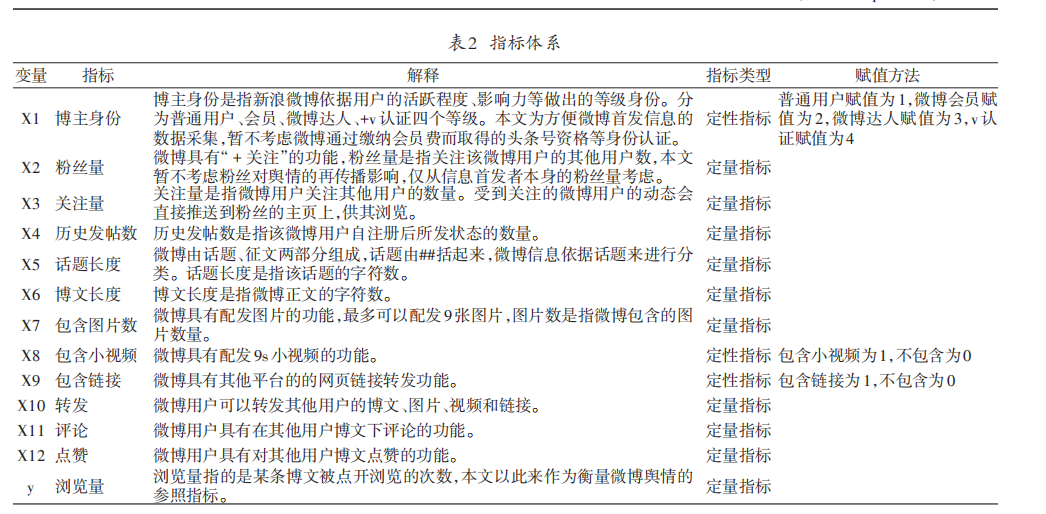 表2 指标体系
变量 指标 解释 指标类型 赋值方法
X1 博主身份 博主身份是指新浪微博依据用户的活跃程度、影响力等做出的等级身份。分为普通用户、会员、微博达人、+v认证四个等级。本文为方便微博首发信息的数据采集,暂不考虑微博通过缴纳会员费而取得的头条号资格等身份认证。 定性指标 普通用户赋值为1,微博会员赋值为2,微博达人赋值为3,v认证赋值为4
X2 粉丝量 微博具有“+关注”的功能,粉丝量是指关注该微博用户的其他用户数,本文暂不考虑粉丝对舆情的再传播影响,仅从信息首发者本身的粉丝量考虑。 定量指标
X3 关注量 关注量是指微博用户关注其他用户的数量。受到关注的微博用户的动态会直接推送到粉丝的主页上,供其浏览。 定量指标
X4 历史发帖数 历史发帖数是指该微博用户自注册后所发状态的数量。 定量指标
X5 话题长度 微博由话题、征文两部分组成,话题由##括起来,微博信息依据话题来进行分类。话题长度是指该话题的字符数。 定量指标
X6 博文长度 博文长度是指微博正文的字符数。 定量指标
X7 包含图片数 微博具有配发图片的功能,最多可以配发9张图片,图片数是指微博包含的图片数量。 定量指标
X8 包含小视频 微博具有配发9s小视频的功能。 定性指标 包含小视频为1,不包含为0
X9 包含链接 微博具有其他平台的的网页链接转发功能。 定性指标 包含链接为1,不包含为0
X10 转发 微博用户可以转发其他用户的博文、图片、视频和链接。 定量指标
X11 评论 微博用户具有在其他用户博文下评论的功能。 定量指标
X12 点赞 微博用户具有对其他用户博文点赞的功能。 定量指标
y 浏览量 浏览量指的是某条博文被点开浏览的次数,本文以此来作为衡量微博舆情的参照指标。 定量指标